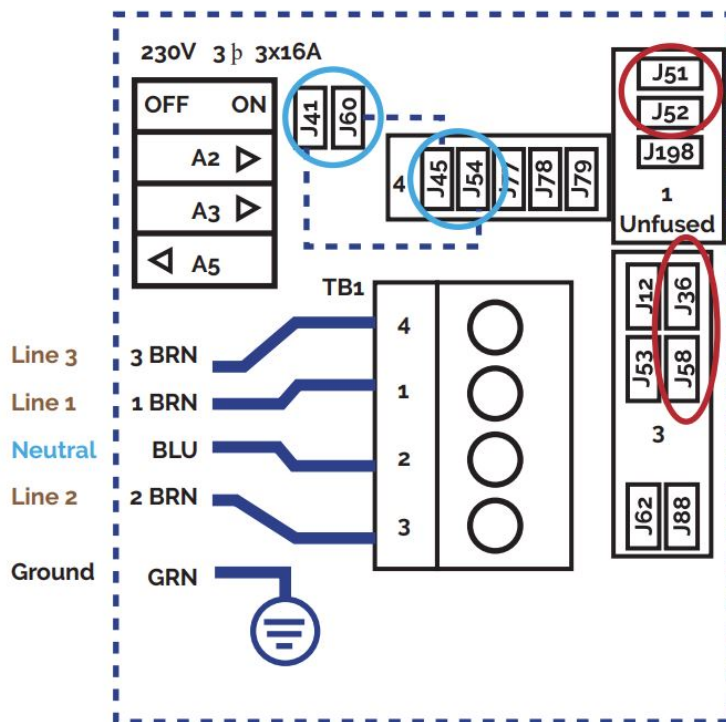 230V 3 þ 3x16A
OFF ON
A2
A3
A5
J41
J60
4
J45
J54
J77
J78
J79
J51
J52
J198
1
Unfused
J12
J36
J53
J58
3
J62
J88
TB1
4
1
2
3
Line 3 3 BRN
Line 1 1 BRN
Neutral BLU
Line 2 2 BRN
Ground GRN